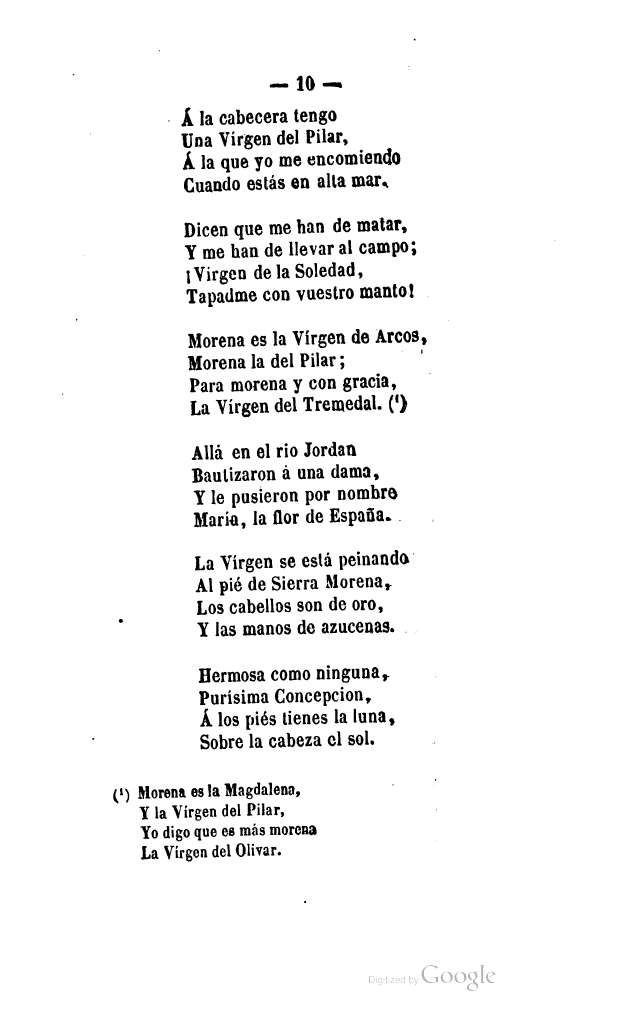 — 10 —
Á la cabecera tengo
Una Vírgen del Pilar,
Á la que yo me encomiendo
Cuando estás en alta mar.
Dicen que me han de matar,
Y me han de llevar al campo;
¡Virgen de la Soledad,
Tapadme con vuestro manto!
Morena es la Vírgen de Arcos,
Morena la del Pilar;
Para morena y con gracia,
La Vírgen del Tremedal. (¹)
Allá en el rio Jordan
Bautizaron á una dama,
Y le pusieron por nombre
María, la flor de España.
La Vírgen se está peinando
Al pié de Sierra Morena,
Los cabellos son de oro,
Y las manos de azucenas.
Hermosa como ninguna,
Purísima Concepcion,
Á los piés tienes la luna,
Sobre la cabeza el sol.
(¹) Morena es la Magdalena,
Y la Vírgen del Pilar,
Yo digo que es más morena
La Vírgen del Olivar.
Digitized by Google